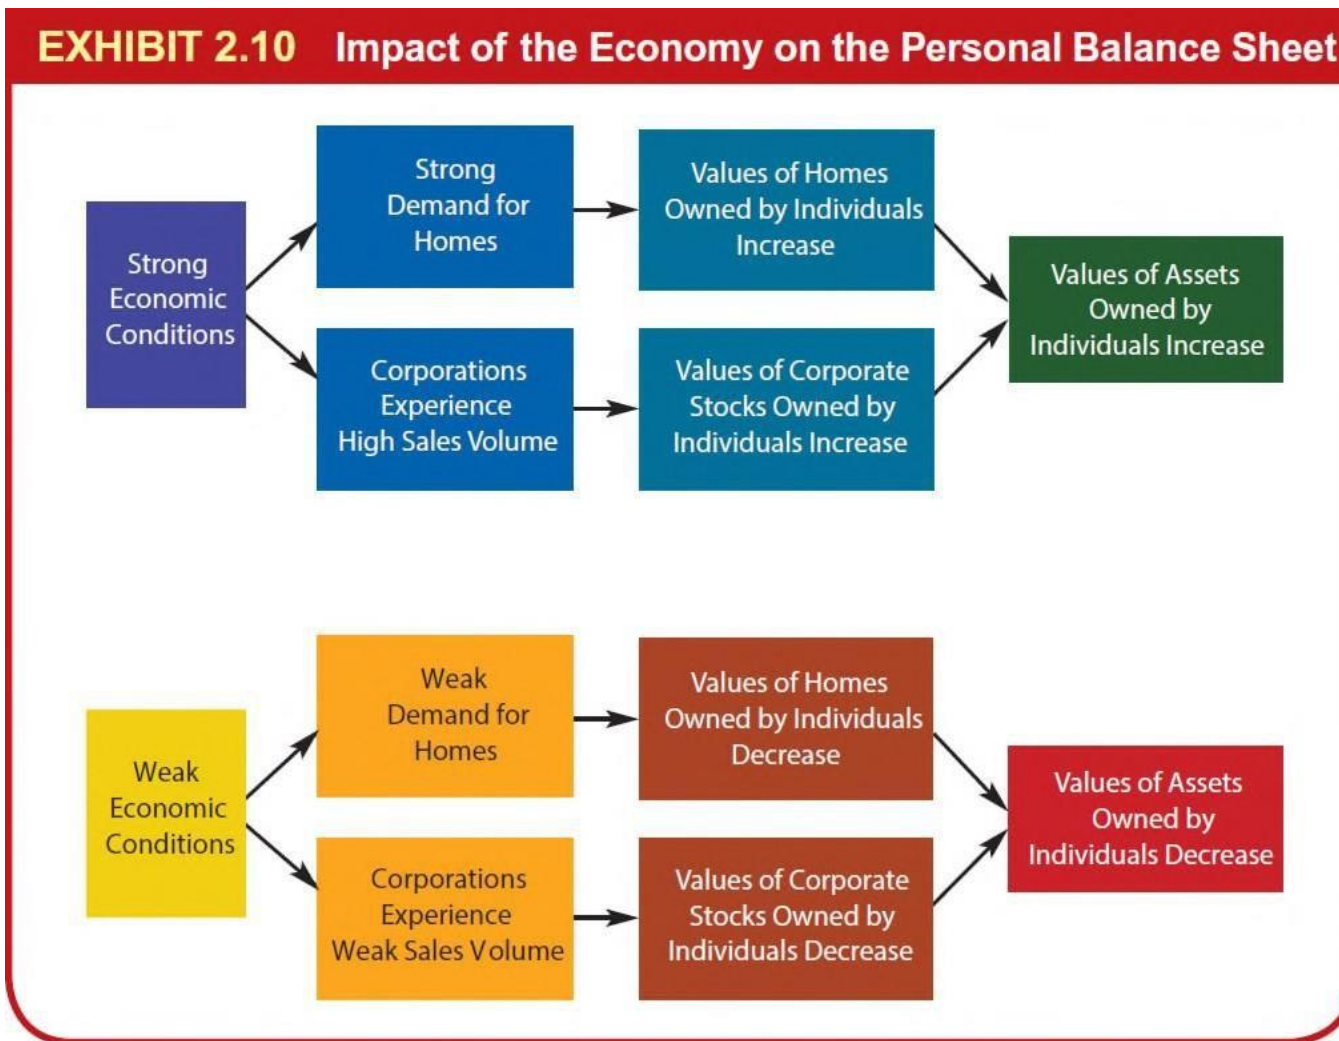 EXHIBIT 2.10 Impact of the Economy on the Personal Balance Sheet
Strong
Economic
Conditions
Strong
Demand for
Homes
Values of Homes
Owned by Individuals
Increase
Corporations
Experience
High Sales Volume
Values of Corporate
Stocks Owned by
Individuals Increase
Values of Assets
Owned by
Individuals Increase
Weak
Economic
Conditions
Weak
Demand for
Homes
Values of Homes
Owned by Individuals
Decrease
Corporations
Experience
Weak Sales Volume
Values of Corporate
Stocks Owned by
Individuals Decrease
Values of Assets
Owned by
Individuals Decrease